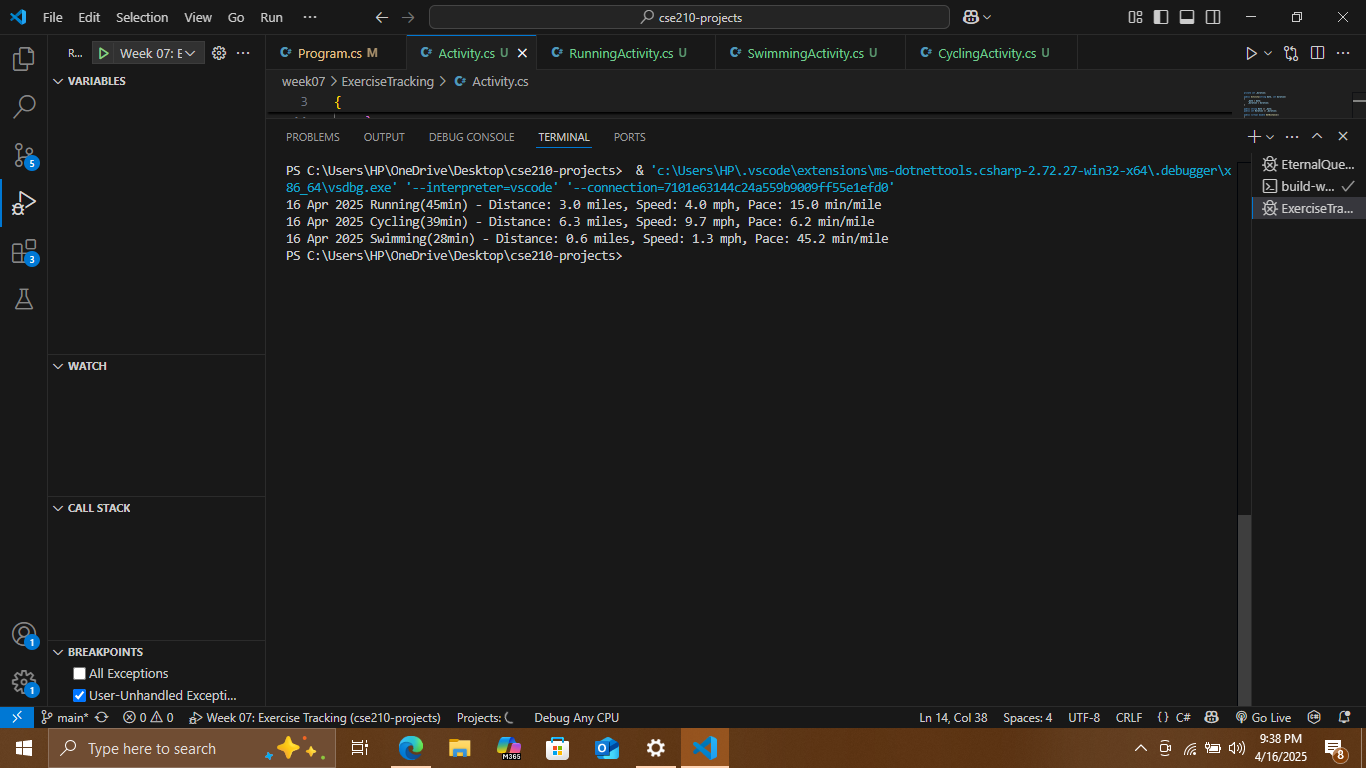 File Edit Selection View Go Run ··· cse210-projects
R... Week 07: E ···
Program.cs M Activity.cs U RunningActivity.cs U SwimmingActivity.cs U CyclingActivity.cs U
VARIABLES
week07 > ExerciseTracking > Activity.cs
3 {
PROBLEMS OUTPUT DEBUG CONSOLE TERMINAL PORTS
PS C:\Users\HP\OneDrive\Desktop\cse210-projects>  & 'c:\Users\HP\.vscode\extensions\ms-dotnettools.csharp-2.72.27-win32-x64\.debugger\x
86_64\vsdbg.exe' '--interpreter=vscode' '--connection=7101e63144c24a559b9009ff55e1efd0'
16 Apr 2025 Running(45min) - Distance: 3.0 miles, Speed: 4.0 mph, Pace: 15.0 min/mile
16 Apr 2025 Cycling(39min) - Distance: 6.3 miles, Speed: 9.7 mph, Pace: 6.2 min/mile
16 Apr 2025 Swimming(28min) - Distance: 0.6 miles, Speed: 1.3 mph, Pace: 45.2 min/mile
PS C:\Users\HP\OneDrive\Desktop\cse210-projects>
EternalQue...
build-w...
ExerciseTra...
5
3
WATCH
CALL STACK
1
BREAKPOINTS
All Exceptions
1
User-Unhandled Excepti...
main* 0 0 Week 07: Exercise Tracking (cse210-projects) Projects: Debug Any CPU Ln 14, Col 38 Spaces: 4 UTF-8 CRLF {} C# Go Live
Type here to search
M365
9:38 PM
4/16/2025
8